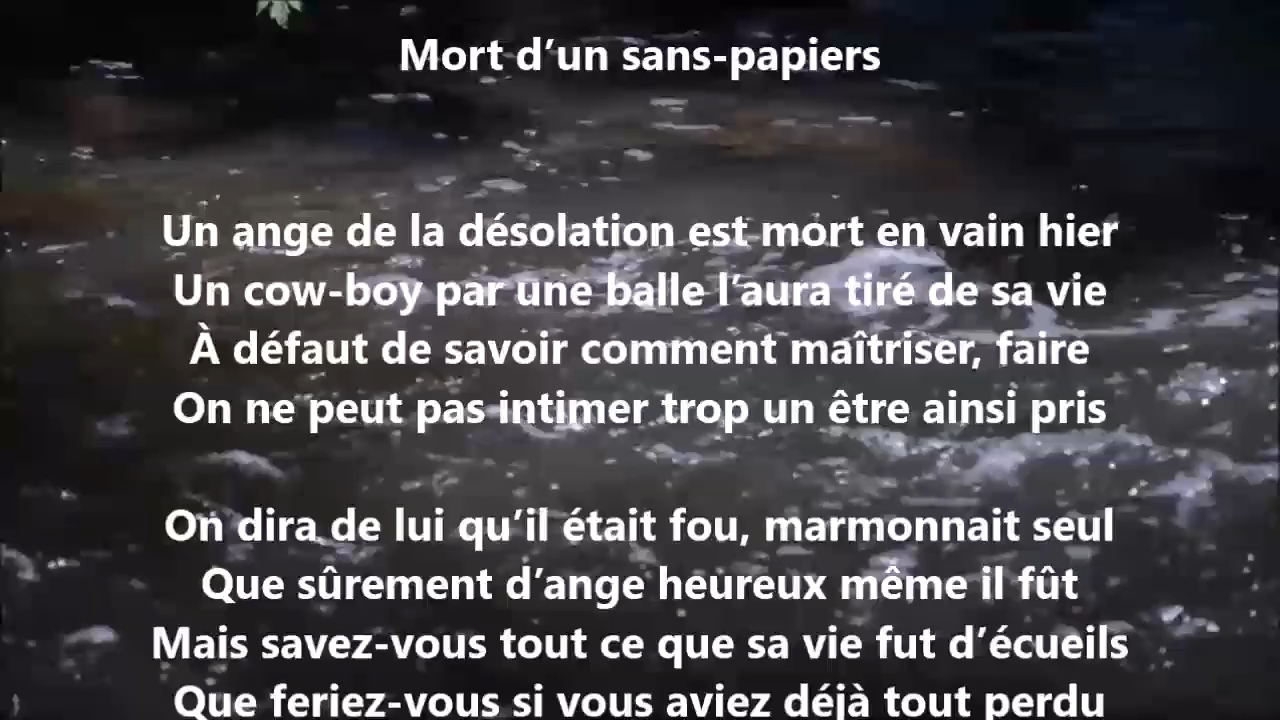 Mort d’un sans-papiers
Un ange de la désolation est mort en vain hier
Un cow-boy par une balle l’aura tiré de sa vie
À défaut de savoir comment maîtriser, faire
On ne peut pas intimer trop un être ainsi pris
On dira de lui qu’il était fou, marmonnait seul
Que sûrement d’ange heureux même il fût
Mais savez-vous tout ce que sa vie fut d’écueils
Que feriez-vous si vous aviez déjà tout perdu